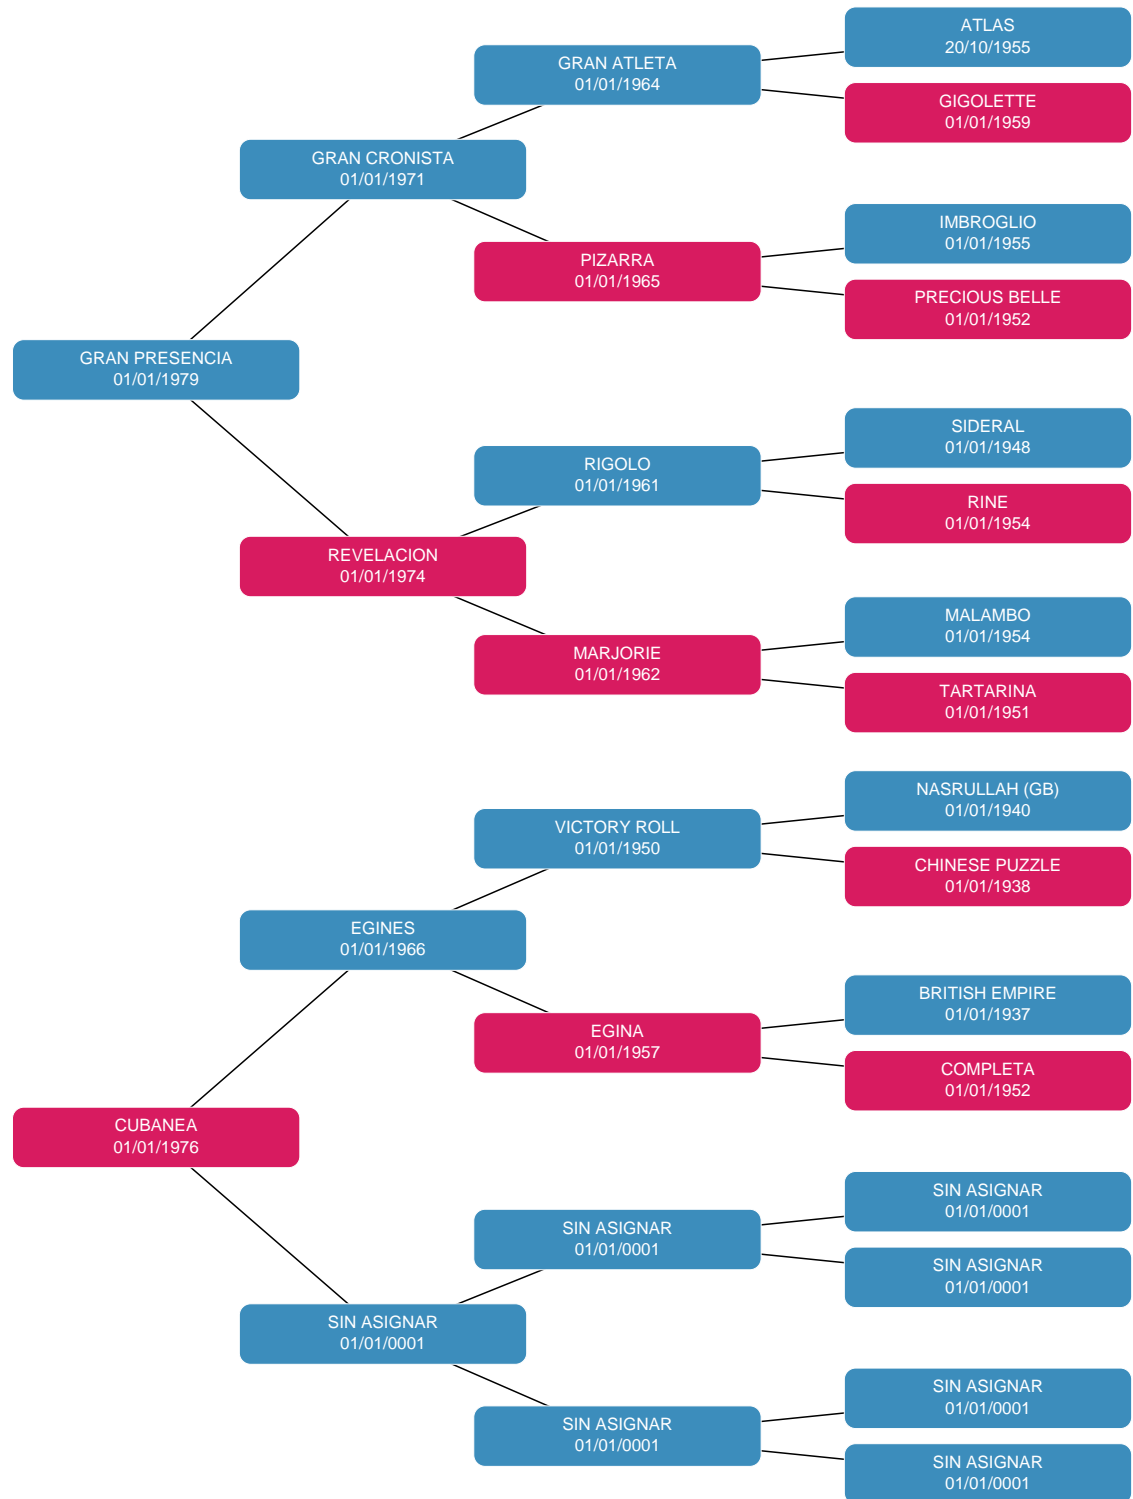 ATLAS
20/10/1955
GRAN ATLETA
01/01/1964
GIGOLETTE
01/01/1959
GRAN CRONISTA
01/01/1971
IMBROGLIO
01/01/1955
PIZARRA
01/01/1965
PRECIOUS BELLE
01/01/1952
GRAN PRESENCIA
01/01/1979
SIDERAL
01/01/1948
RIGOLO
01/01/1961
RINE
01/01/1954
REVELACION
01/01/1974
MALAMBO
01/01/1954
MARJORIE
01/01/1962
TARTARINA
01/01/1951
NASRULLAH (GB)
01/01/1940
VICTORY ROLL
01/01/1950
CHINESE PUZZLE
01/01/1938
EGINES
01/01/1966
BRITISH EMPIRE
01/01/1937
EGINA
01/01/1957
COMPLETA
01/01/1952
CUBANEA
01/01/1976
SIN ASIGNAR
01/01/0001
SIN ASIGNAR
01/01/0001
SIN ASIGNAR
01/01/0001
SIN ASIGNAR
01/01/0001
SIN ASIGNAR
01/01/0001
SIN ASIGNAR
01/01/0001
SIN ASIGNAR
01/01/0001